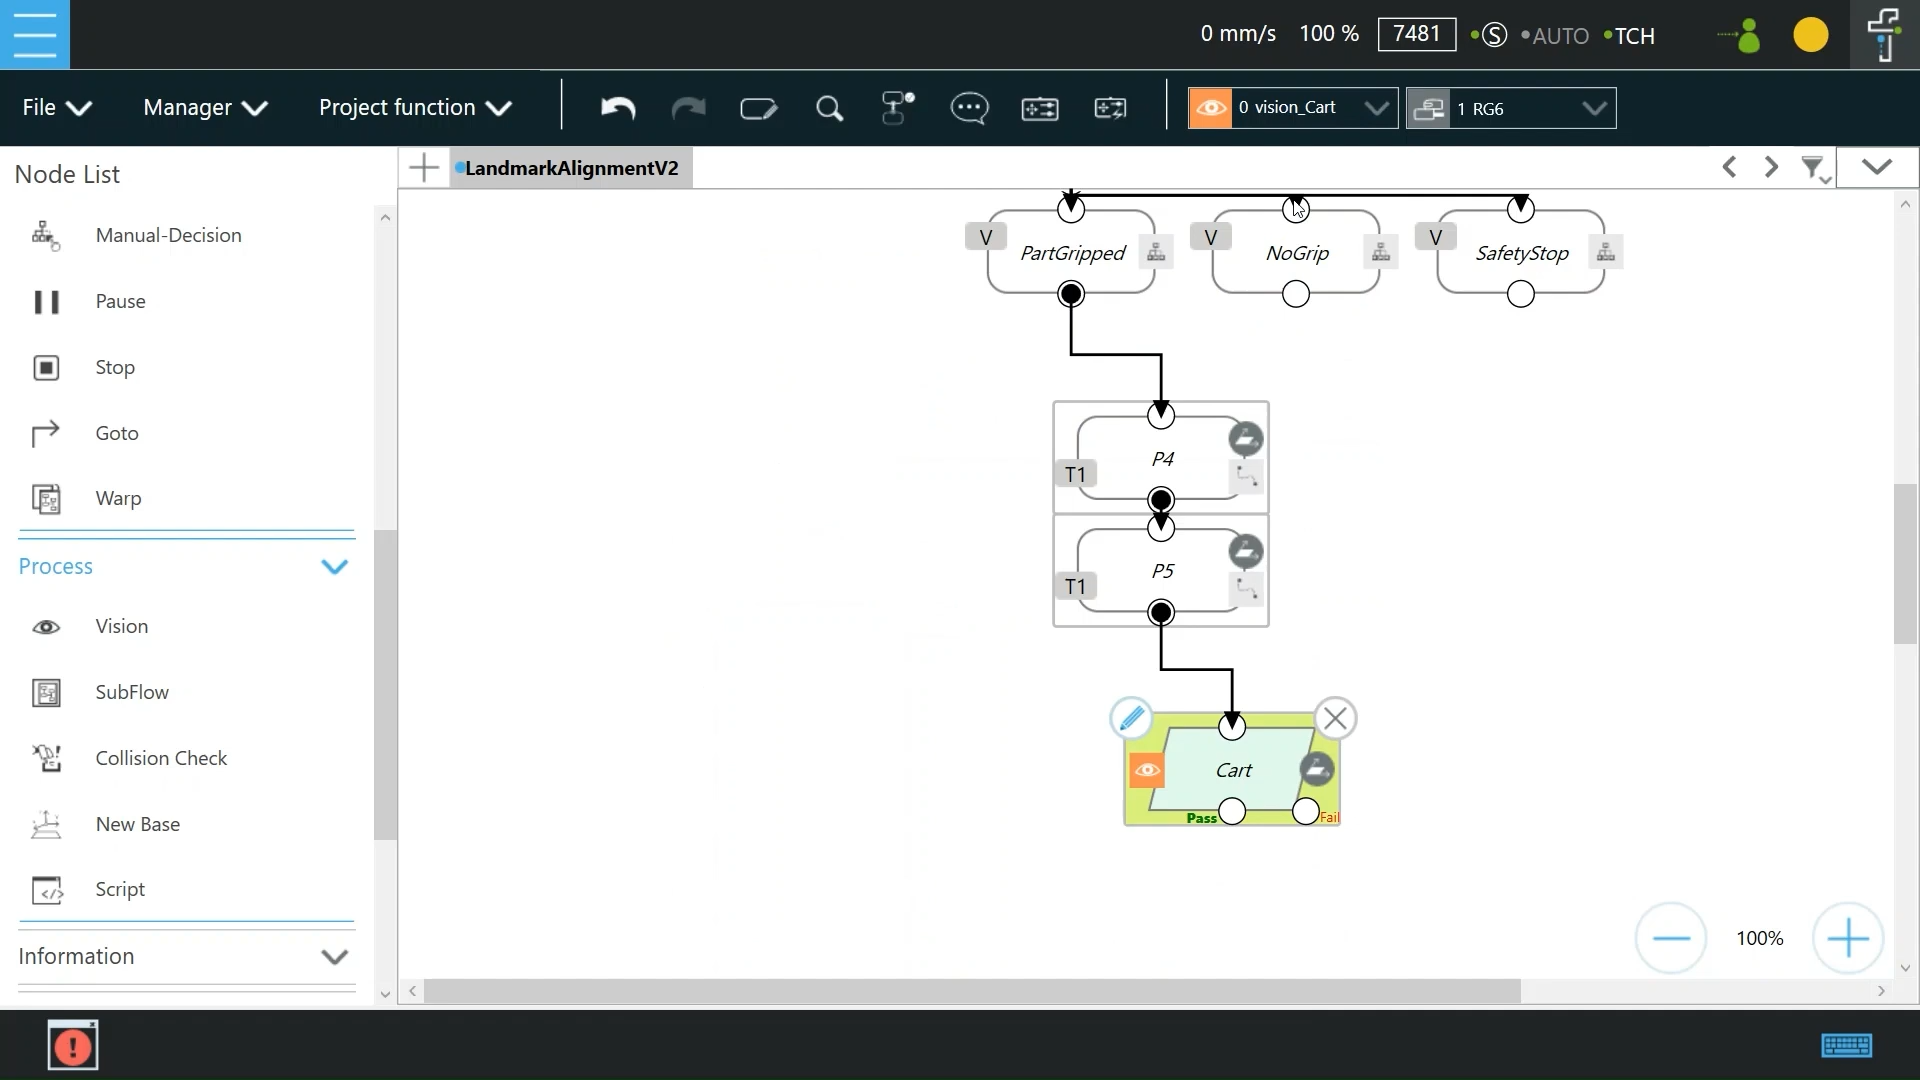 0 mm/s 100 % 7481 S AUTO TCH
File Manager Project function 0 vision_Cart 1 RG6
Node List
LandmarkAlignmentV2
Manual-Decision
Pause
Stop
Goto
Warp
Process
Vision
SubFlow
Collision Check
New Base
Script
Information
V PartGripped
V NoGrip
V SafetyStop
P4
T1
P5
T1
Cart
Pass Fail
100%